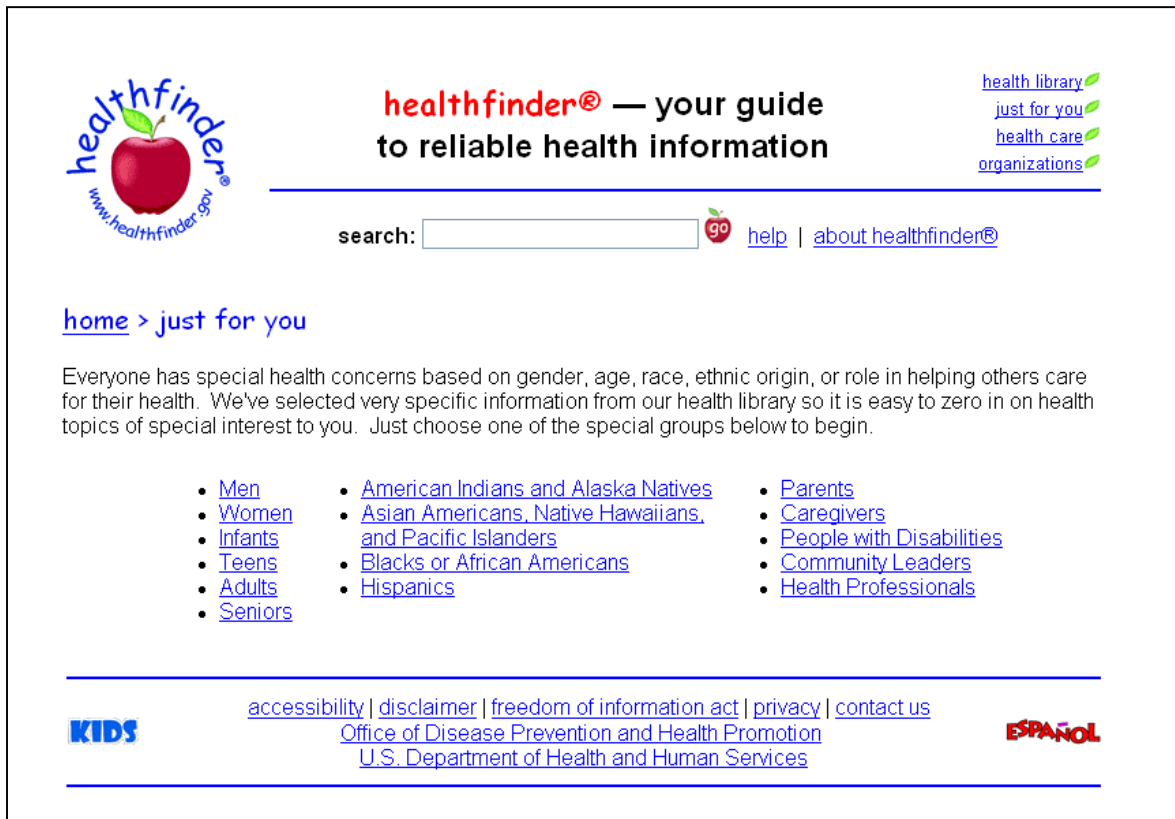 healthfinder®
www.healthfinder.gov
healthfinder® — your guide
to reliable health information
health library
just for you
health care
organizations
search: go help | about healthfinder®
home > just for you
Everyone has special health concerns based on gender, age, race, ethnic origin, or role in helping others care
for their health.  We've selected very specific information from our health library so it is easy to zero in on health
topics of special interest to you.  Just choose one of the special groups below to begin.
• Men
• Women
• Infants
• Teens
• Adults
• Seniors
• American Indians and Alaska Natives
• Asian Americans, Native Hawaiians,
and Pacific Islanders
• Blacks or African Americans
• Hispanics
• Parents
• Caregivers
• People with Disabilities
• Community Leaders
• Health Professionals
KIDS
accessibility | disclaimer | freedom of information act | privacy | contact us
Office of Disease Prevention and Health Promotion
U.S. Department of Health and Human Services
ESPAÑOL